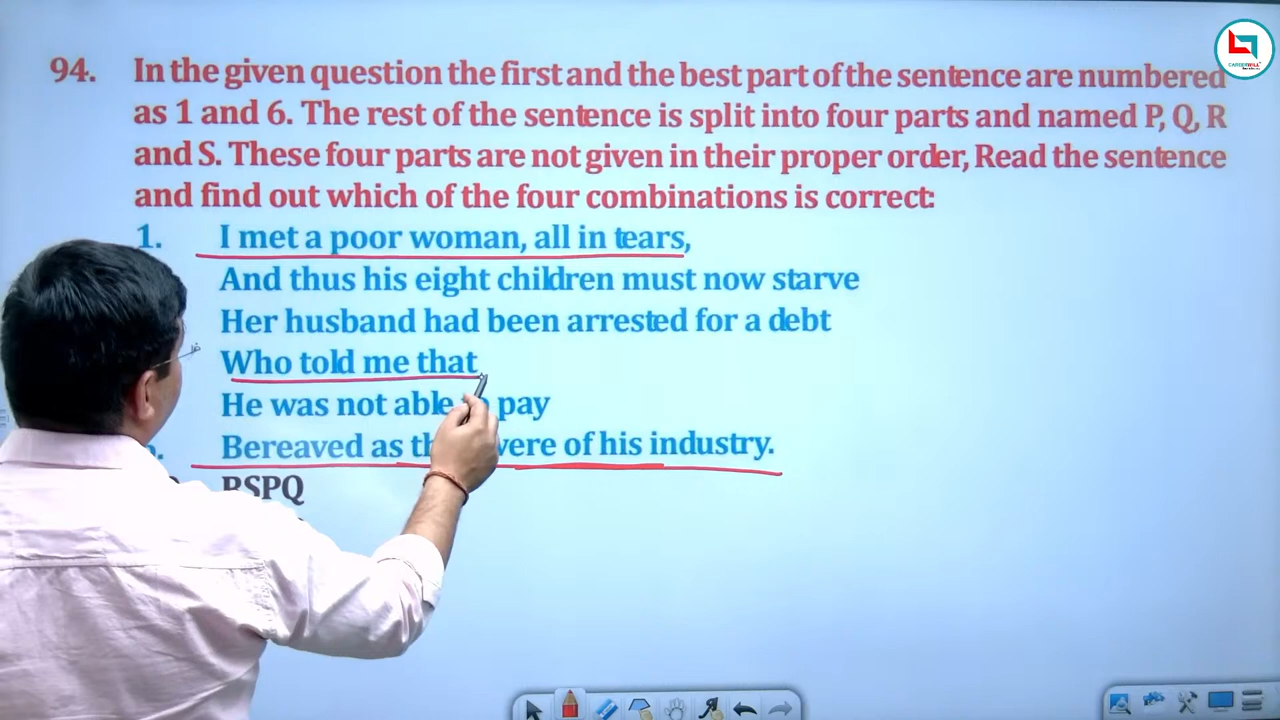 94. In the given question the first and the best part of the sentence are numbered
as 1 and 6. The rest of the sentence is split into four parts and named P, Q, R
and S. These four parts are not given in their proper order, Read the sentence
and find out which of the four combinations is correct:
1. I met a poor woman, all in tears,
And thus his eight children must now starve
Her husband had been arrested for a debt
Who told me that
He was not able pay
Bereaved as were of his industry.
RSPQ
CAREERWILL